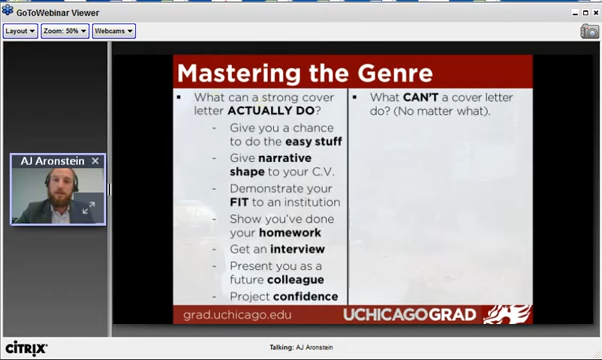 GoToWebinar Viewer
Layout
Zoom: 50%
Webcams
AJ Aronstein
Mastering the Genre
▪ What can a strong cover
letter ACTUALLY DO?
- Give you a chance
to do the easy stuff
- Give narrative
shape to your C.V.
- Demonstrate your
FIT to an institution
- Show you've done
your homework
- Get an interview
- Present you as a
future colleague
- Project confidence
▪ What CAN'T a cover letter
do? (No matter what).
grad.uchicago.edu
UCHICAGOGRAD
CİTRIX
Talking: AJ Aronstein